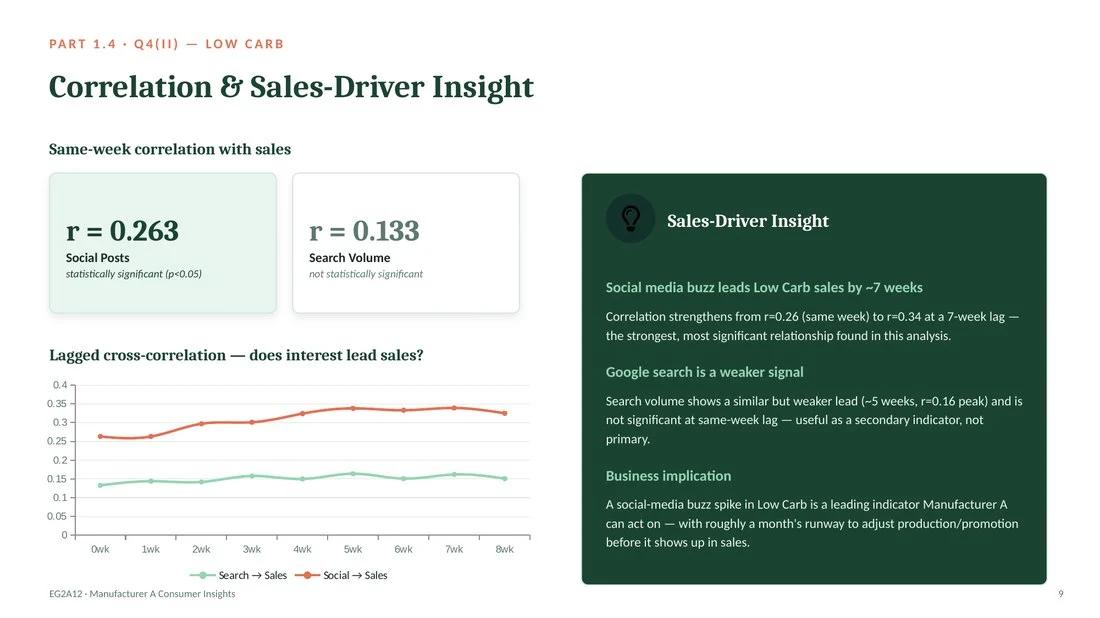 PART 1.4 · Q4(II) — LOW CARB
Correlation & Sales-Driver Insight
Same-week correlation with sales
r = 0.263
Social Posts
statistically significant (p<0.05)
r = 0.133
Search Volume
not statistically significant
Lagged cross-correlation — does interest lead sales?
0.4
0.35
0.3
0.25
0.2
0.15
0.1
0.05
0
0wk 1wk 2wk 3wk 4wk 5wk 6wk 7wk 8wk
Search → Sales Social → Sales
Sales-Driver Insight
Social media buzz leads Low Carb sales by ~7 weeks
Correlation strengthens from r=0.26 (same week) to r=0.34 at a 7-week lag —
the strongest, most significant relationship found in this analysis.
Google search is a weaker signal
Search volume shows a similar but weaker lead (~5 weeks, r=0.16 peak) and is
not significant at same-week lag — useful as a secondary indicator, not
primary.
Business implication
A social-media buzz spike in Low Carb is a leading indicator Manufacturer A
can act on — with roughly a month's runway to adjust production/promotion
before it shows up in sales.
EG2A12 · Manufacturer A Consumer Insights
9